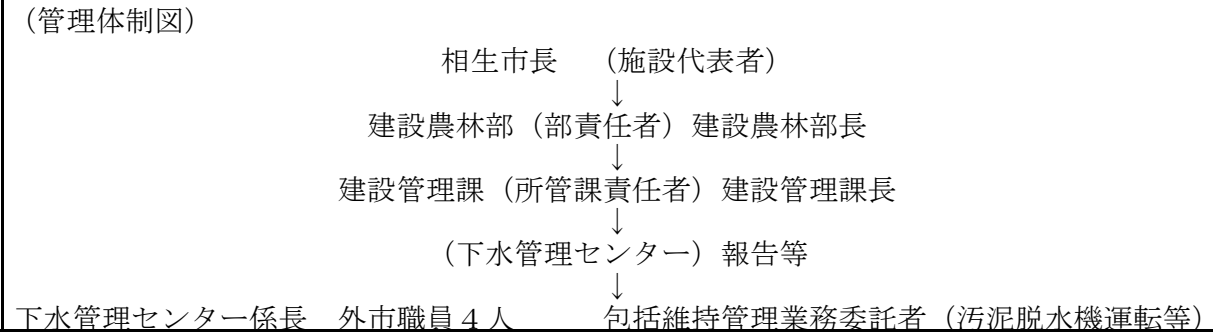 （管理体制図）
相生市長　（施設代表者）
↓
建設農林部（部責任者）建設農林部長
↓
建設管理課（所管課責任者）建設管理課長
↓
（下水管理センター）報告等
↓
下水管理センター係長　外市職員４人　　　包括維持管理業務委託者（汚泥脱水機運転等）